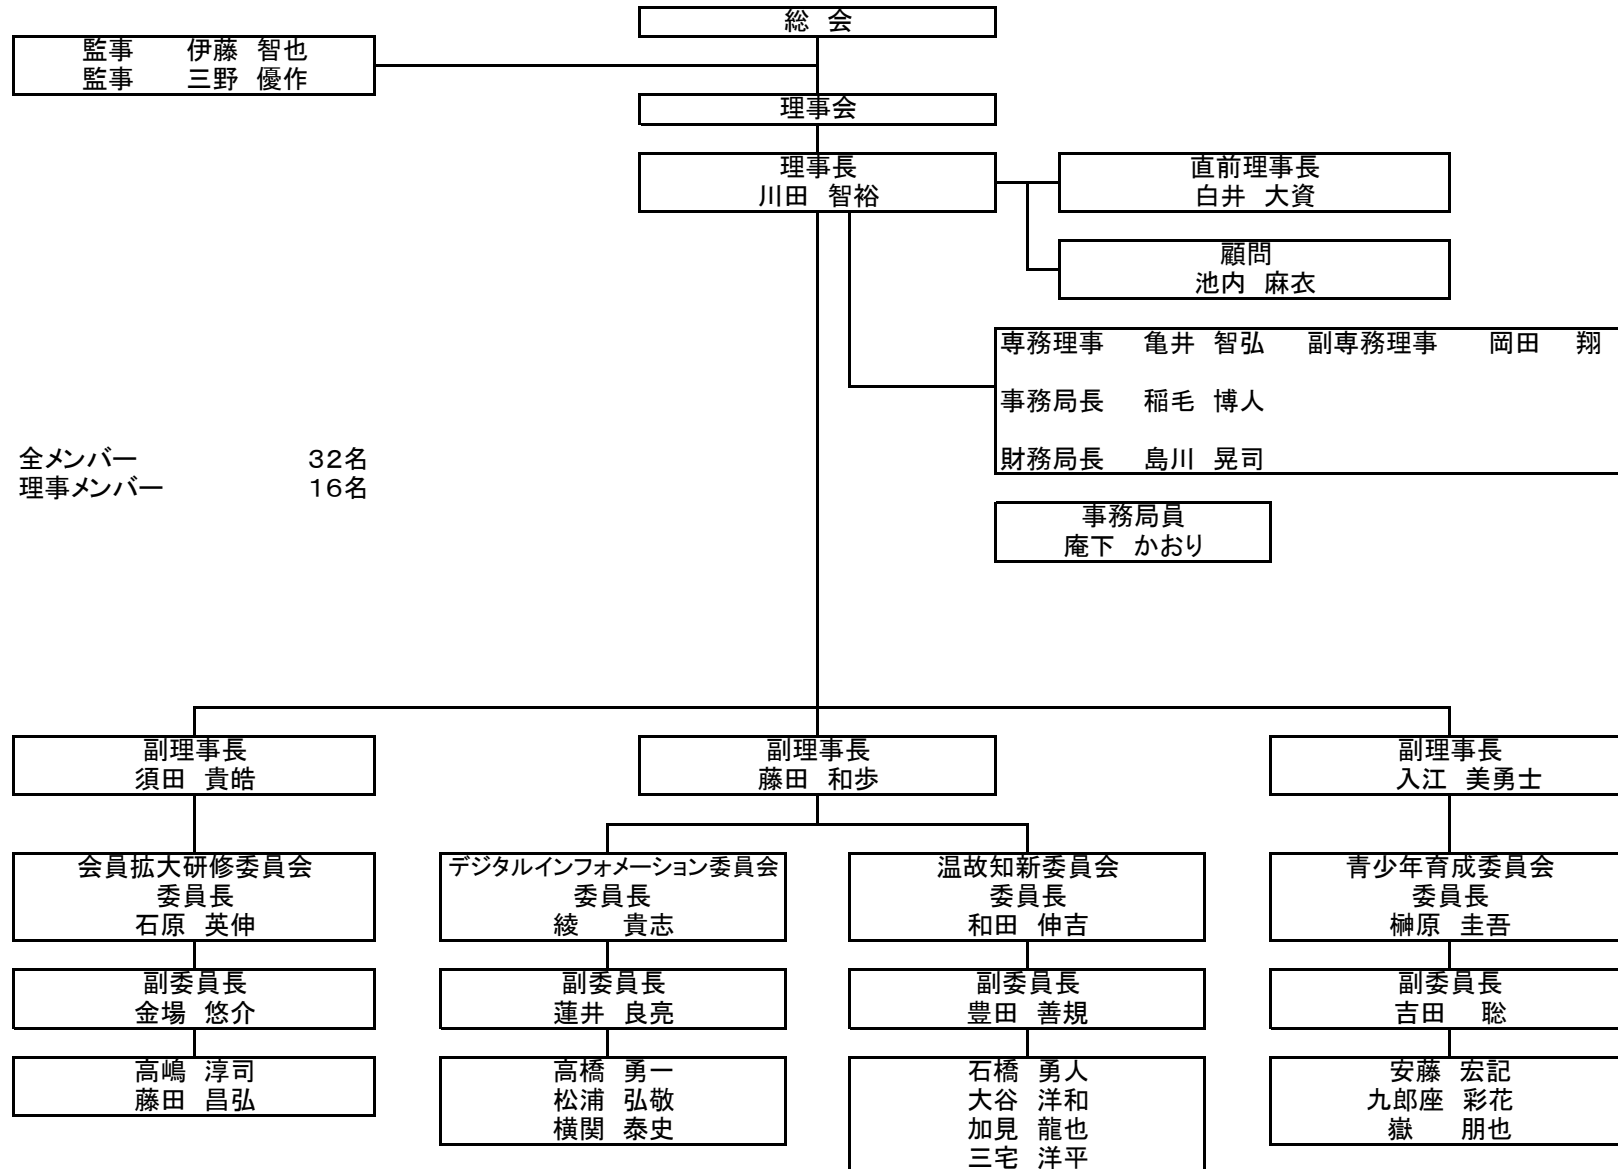 総 会
監事 伊藤 智也
監事 三野 優作
理事会
理事長
川田 智裕
直前理事長
白井 大資
顧問
池内 麻衣
専務理事 亀井 智弘 副専務理事 岡田 翔
事務局長 稲毛 博人
財務局長 島川 晃司
全メンバー 32名
理事メンバー 16名
事務局員
庵下 かおり
副理事長
須田 貴皓
副理事長
藤田 和歩
副理事長
入江 美勇士
会員拡大研修委員会
委員長
石原 英伸
デジタルインフォメーション委員会
委員長
綾 貴志
温故知新委員会
委員長
和田 伸吉
青少年育成委員会
委員長
榊原 圭吾
副委員長
金場 悠介
副委員長
蓮井 良亮
副委員長
豊田 善規
副委員長
吉田 聡
高嶋 淳司
藤田 昌弘
高橋 勇一
松浦 弘敬
横関 泰史
石橋 勇人
大谷 洋和
加見 龍也
三宅 洋平
安藤 宏記
九郎座 彩花
嶽 朋也